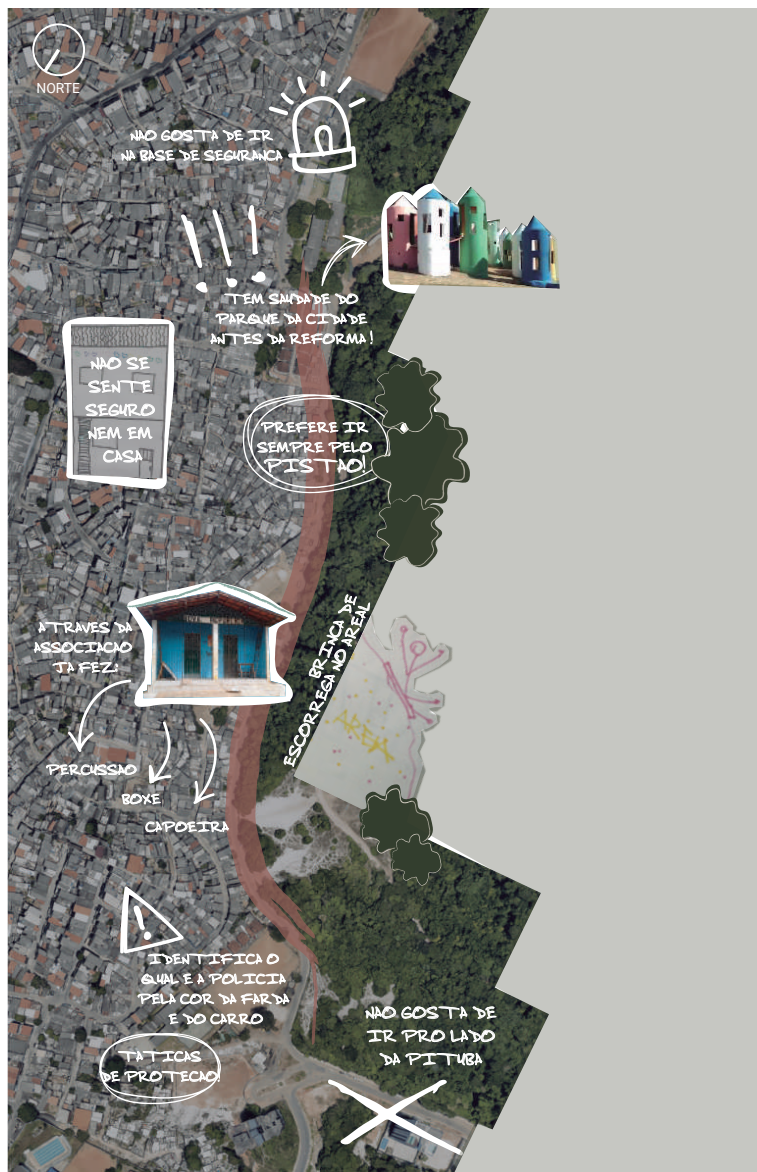 NORTE
NAO GOSTA DE IR
NA BASE DE SEGURANCA
TEM SAUDADE DO
PARQUE DA CIDADE
ANTES DA REFORMA!
NAO SE
SENTE
SEGURO
NEM EM
CASA
PREFERE IR
SEMPRE PELO
PISTAO!
BRINCA DE
ESCORREGA NO AREAL
AREIA
ATRAVES DA
ASSOCIACAO
JA FEZ:
PERCUSSAO
BOXE
CAPOEIRA
IDENTIFICA O
QUAL E A POLICIA
PELA COR DA FARDA
E DO CARRO
TATICAS
DE PROTECAO!
NAO GOSTA DE
IR PRO LADO
DA PITUBA